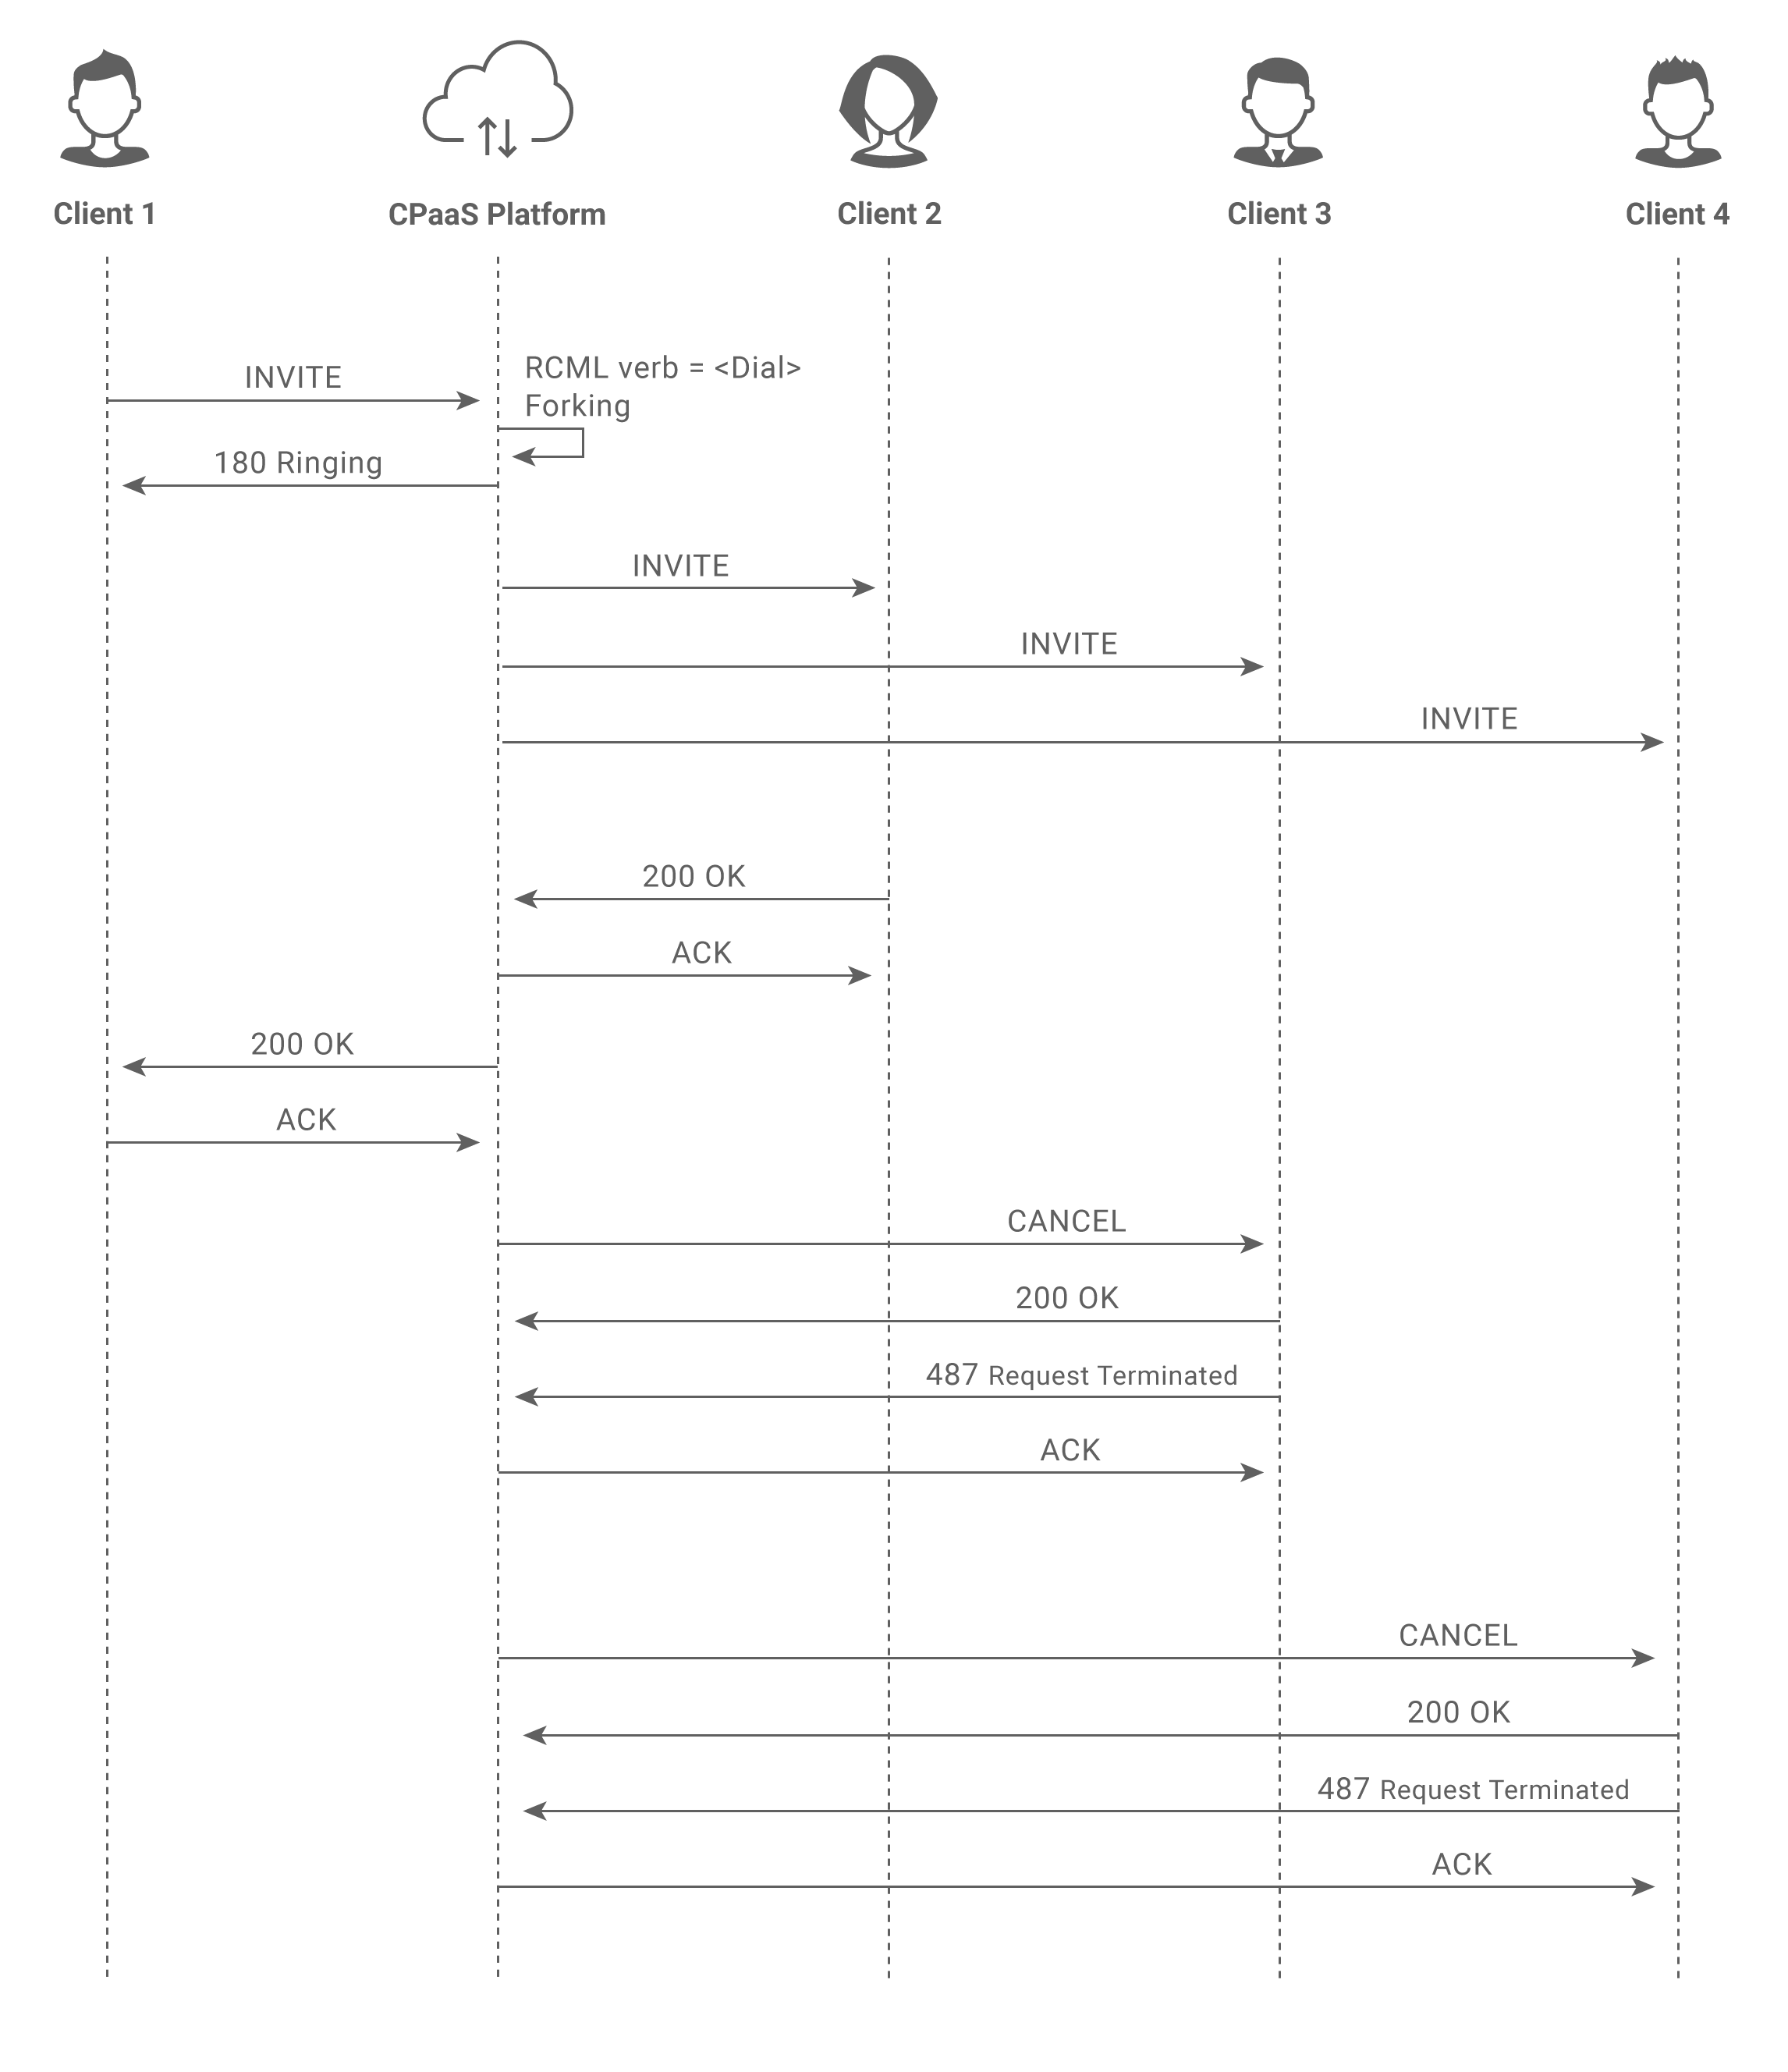 Client 1
CPaaS Platform
Client 2
Client 3
Client 4
INVITE
RCML verb = <Dial>
Forking
180 Ringing
INVITE
INVITE
INVITE
200 OK
ACK
200 OK
ACK
CANCEL
200 OK
487 Request Terminated
ACK
CANCEL
200 OK
487 Request Terminated
ACK